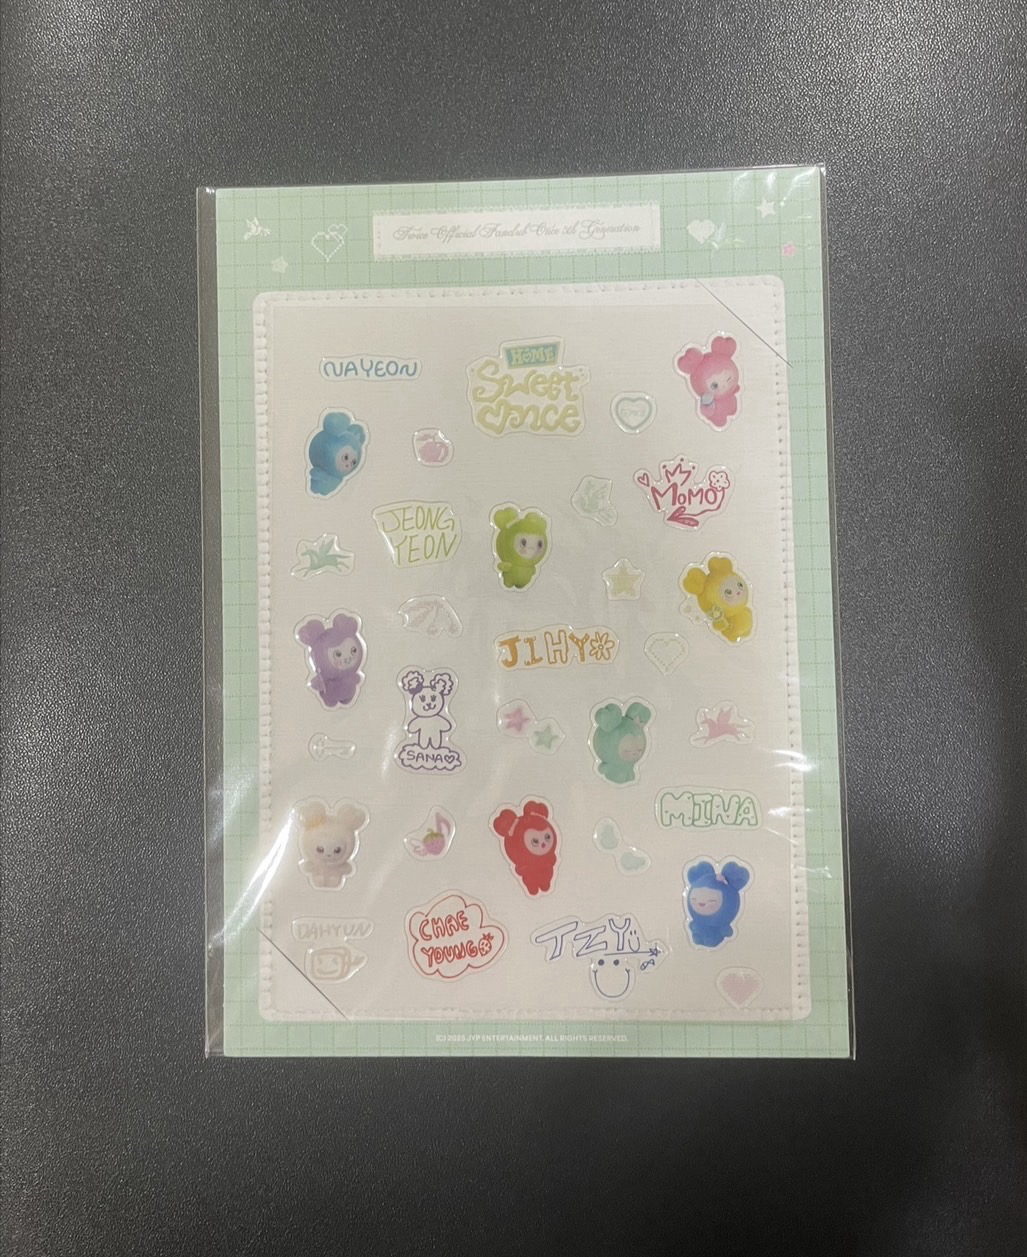 Twice Official Fanclub Once 5th Generation
NAYEON
HOME
Sweet
ONCE
MOMO
JEONG
YEON
JIHYO
SANA
MINA
DAHYUN
CHAE
YOUNG
TZYU
(C) 2025 JYP ENTERTAINMENT. ALL RIGHTS RESERVED.